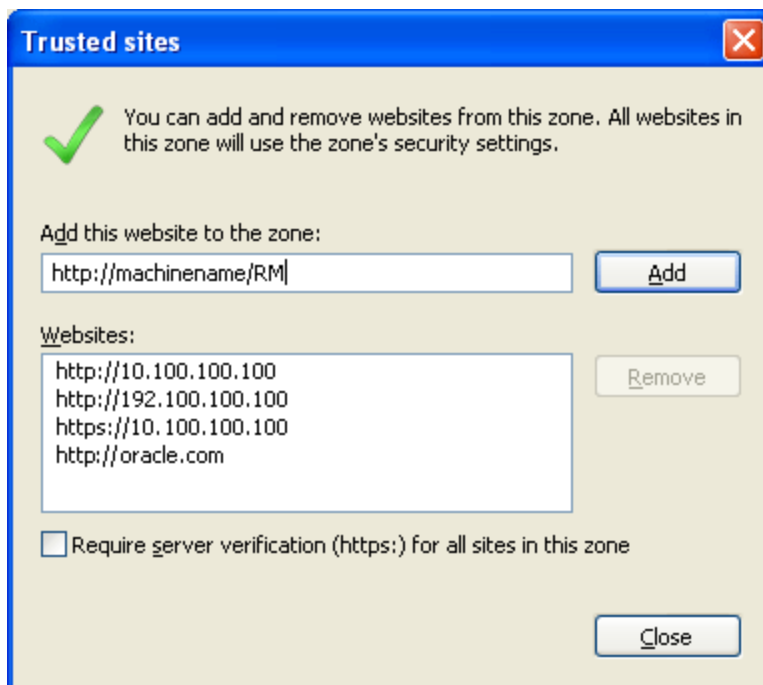 Trusted sites
You can add and remove websites from this zone. All websites in
this zone will use the zone's security settings.
Add this website to the zone:
http://machinename/RM
Add
Websites:
http://10.100.100.100
http://192.100.100.100
https://10.100.100.100
http://oracle.com
Remove
Require server verification (https:) for all sites in this zone
Close